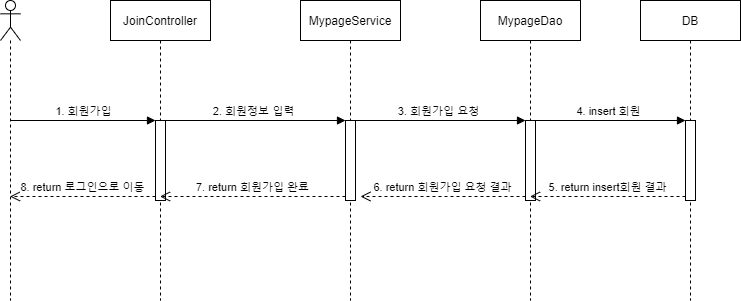 JoinController
MypageService
MypageDao
DB
1. 회원가입
2. 회원정보 입력
3. 회원가입 요청
4. insert 회원
8. return 로그인으로 이동
7. return 회원가입 완료
6. return 회원가입 요청 결과
5. return insert회원 결과